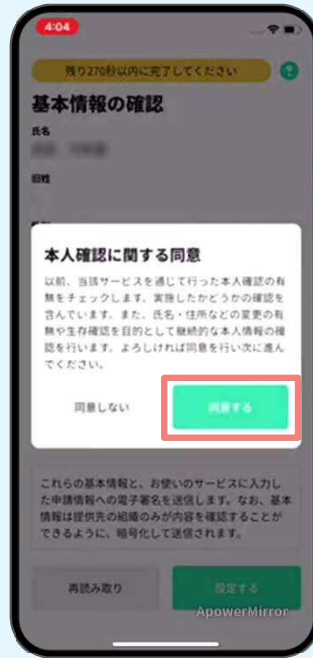 4:04
残り270秒以内に完了してください
?
基本情報の確認
氏名
旧姓
本人確認に関する同意
以前、当該サービスを通じて行った本人確認の有
無をチェックします。実施したかどうかの確認を
含んでいます。また、氏名・住所などの変更の有
無や生存確認を目的として継続的な本人情報の確
認を行います。よろしければ同意を行い次に進ん
でください。
同意しない
同意する
これらの基本情報と、お使いのサービスに入力し
た申請情報への電子署名を送信します。なお、基本
情報は提供先の組織のみが内容を確認することが
できるように、暗号化して送信されます。
再読み取り
設定する
ApowerMirror